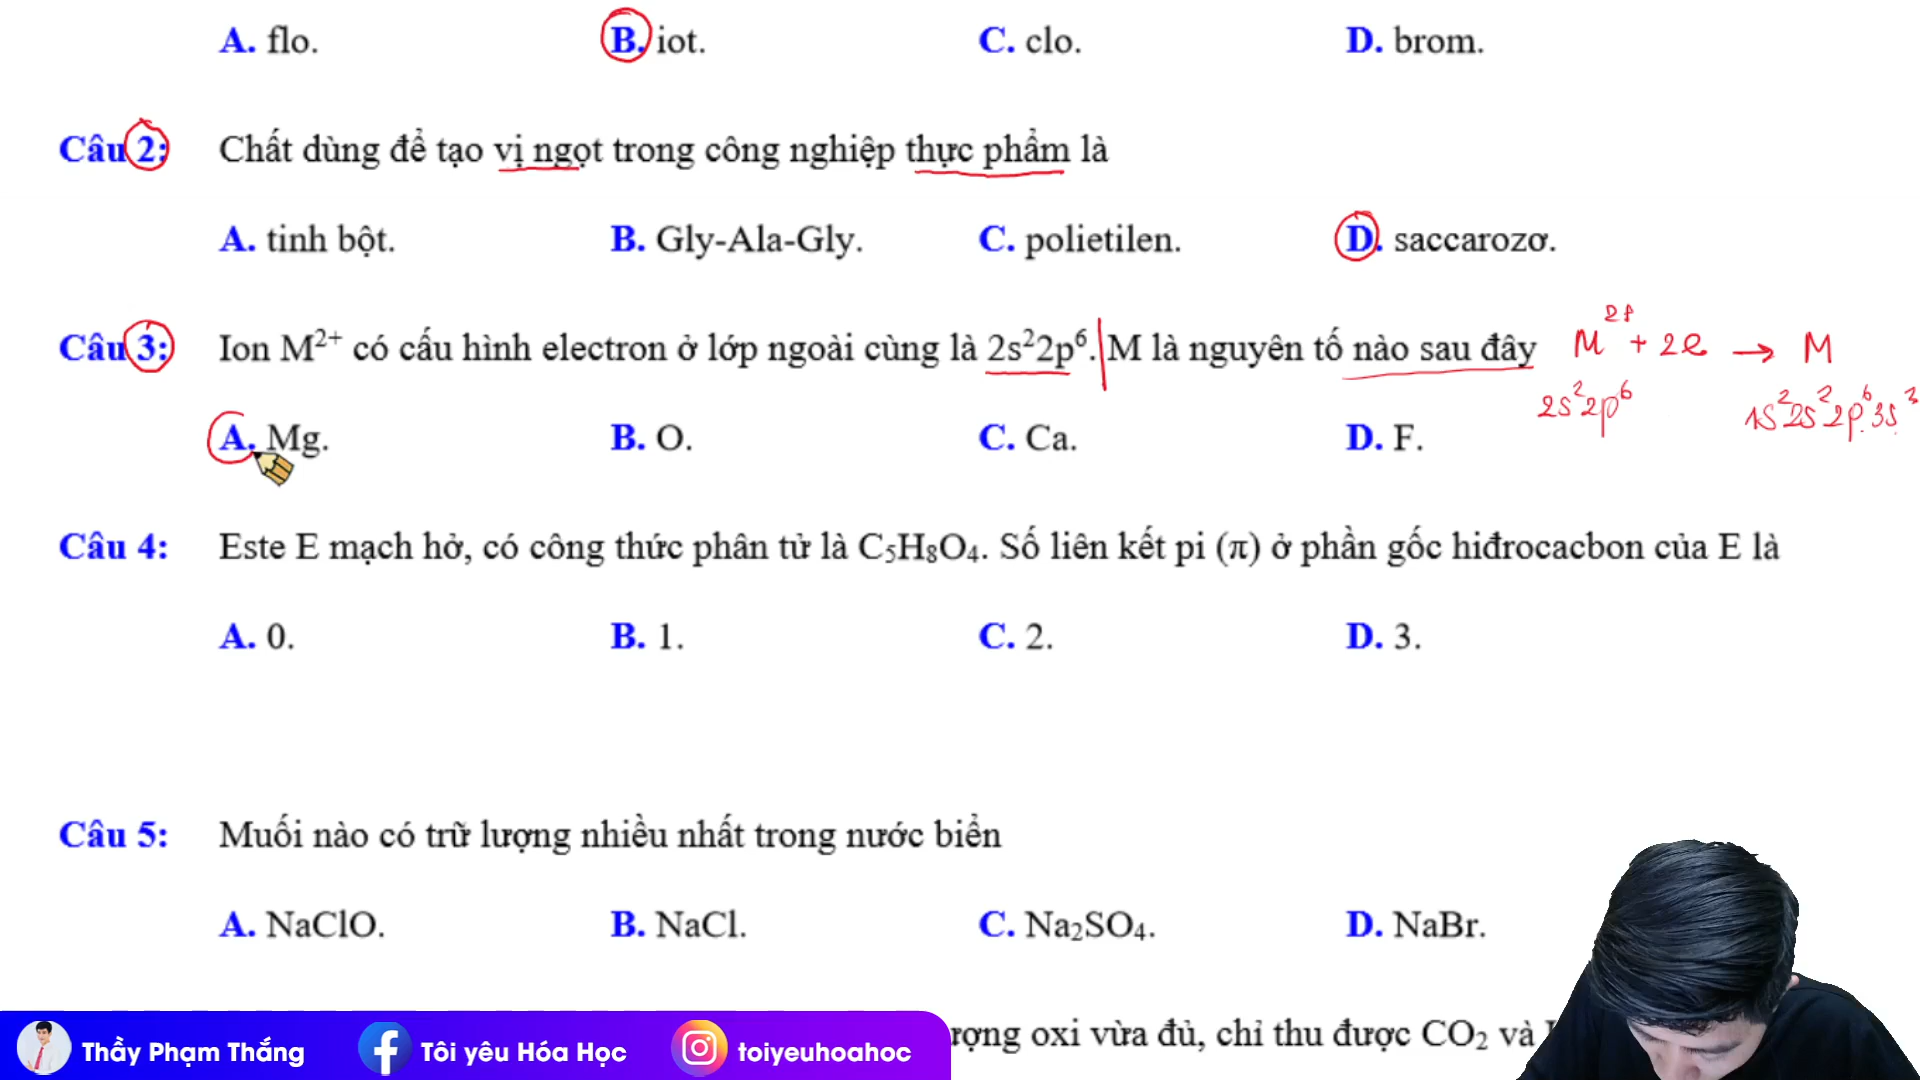 A. flo. B. iot. C. clo. D. brom.
Câu 2: Chất dùng để tạo vị ngọt trong công nghiệp thực phẩm là
A. tinh bột. B. Gly-Ala-Gly. C. polietilen. D. saccarozơ.
Câu 3: Ion M²⁺ có cấu hình electron ở lớp ngoài cùng là 2s²2p⁶. M là nguyên tố nào sau đây
M²⁺ + 2e → M
2s²2p⁶ 1s²2s²2p⁶3s²
A. Mg. B. O. C. Ca. D. F.
Câu 4: Este E mạch hở, có công thức phân tử là C₅H₈O₄. Số liên kết pi (π) ở phần gốc hiđrocacbon của E là
A. 0. B. 1. C. 2. D. 3.
Câu 5: Muối nào có trữ lượng nhiều nhất trong nước biển
A. NaClO. B. NaCl. C. Na₂SO₄. D. NaBr.
ượng oxi vừa đủ, chỉ thu được CO₂ và
Thầy Phạm Thắng Tôi yêu Hóa Học toiyeuhoahoc